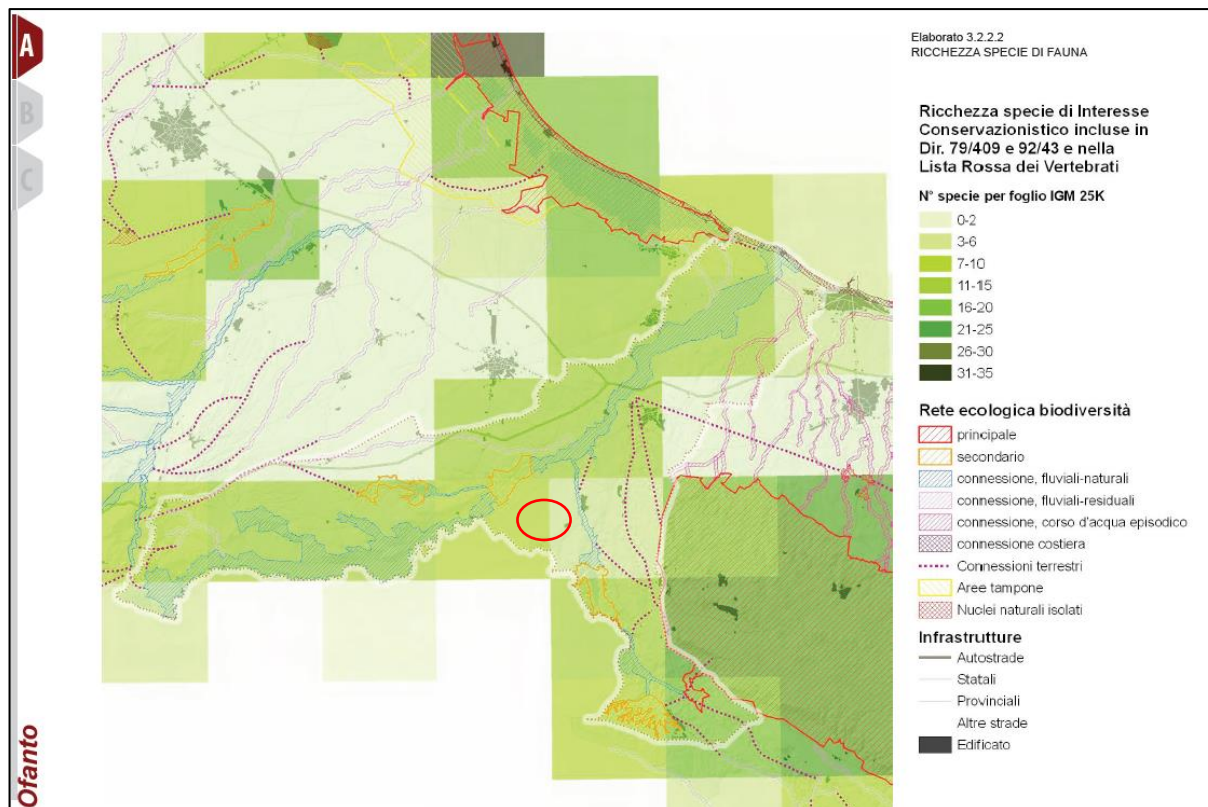 A
B
C
Ofanto
Elaborato 3.2.2.2
RICCHEZZA SPECIE DI FAUNA
Ricchezza specie di Interesse
Conservazionistico incluse in
Dir. 79/409 e 92/43 e nella
Lista Rossa dei Vertebrati
N° specie per foglio IGM 25K
0-2
3-6
7-10
11-15
16-20
21-25
26-30
31-35
Rete ecologica biodiversità
principale
secondario
connessione, fluviali-naturali
connessione, fluviali-residuali
connessione, corso d'acqua episodico
connessione costiera
Connessioni terrestri
Aree tampone
Nuclei naturali isolati
Infrastrutture
Autostrade
Statali
Provinciali
Altre strade
Edificato